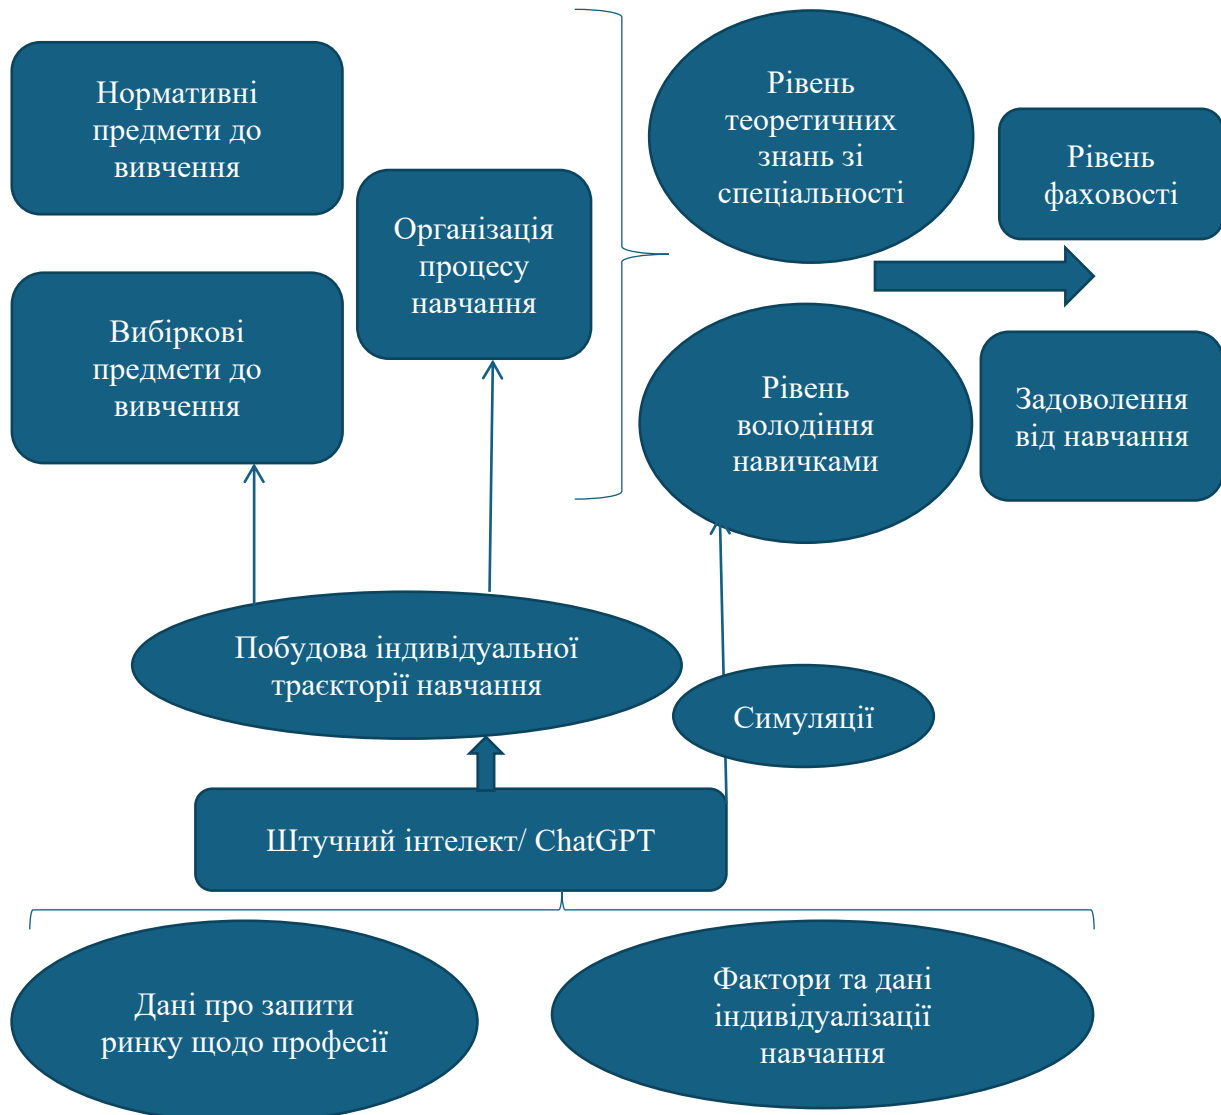 Нормативні
предмети до
вивчення
Організація
процесу
навчання
Рівень
теоретичних
знань зі
спеціальності
Рівень
фаховості
Вибіркові
предмети до
вивчення
Рівень
володіння
навичками
Задоволення
від навчання
Побудова індивідуальної
траєкторії навчання
Симуляції
Штучний інтелект/ ChatGPT
Дані про запити
ринку щодо професії
Фактори та дані
індивідуалізації
навчання